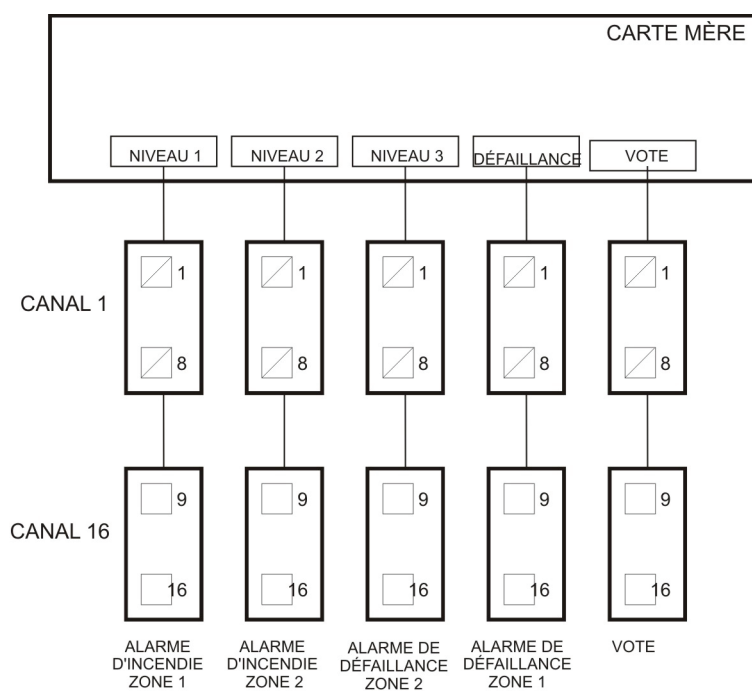 CARTE MÈRE
NIVEAU 1
NIVEAU 2
NIVEAU 3
DÉFAILLANCE
VOTE
CANAL 1
1
1
1
1
1
8
8
8
8
8
CANAL 16
9
9
9
9
9
16
16
16
16
16
ALARME
D'INCENDIE
ZONE 1
ALARME
D'INCENDIE
ZONE 2
ALARME DE
DÉFAILLANCE
ZONE 2
ALARME DE
DÉFAILLANCE
ZONE 1
VOTE